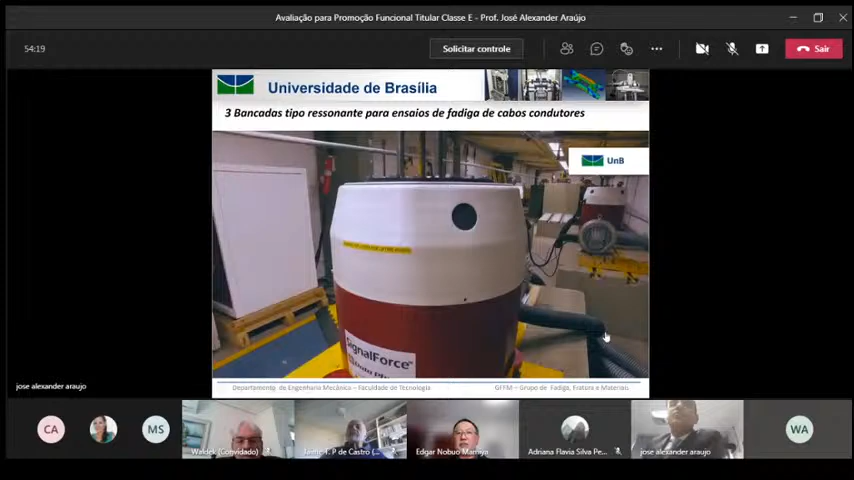 Avaliação para Promoção Funcional Titular Classe E - Prof. José Alexander Araújo
54:19
Solicitar controle
Sair
Universidade de Brasília
3 Bancadas tipo ressonante para ensaios de fadiga de cabos condutores
UnB
SignalForce
Departamento de Engenharia Mecânica – Faculdade de Tecnologia
GFFM – Grupo de Fadiga, Fratura e Materiais
jose alexander araujo
CA
MS
Waldek (Convidado)
Jaime T. P de Castro (...
Edgar Nobuo Mamiya
Adriana Flavia Silva Pe...
jose alexander araujo
WA